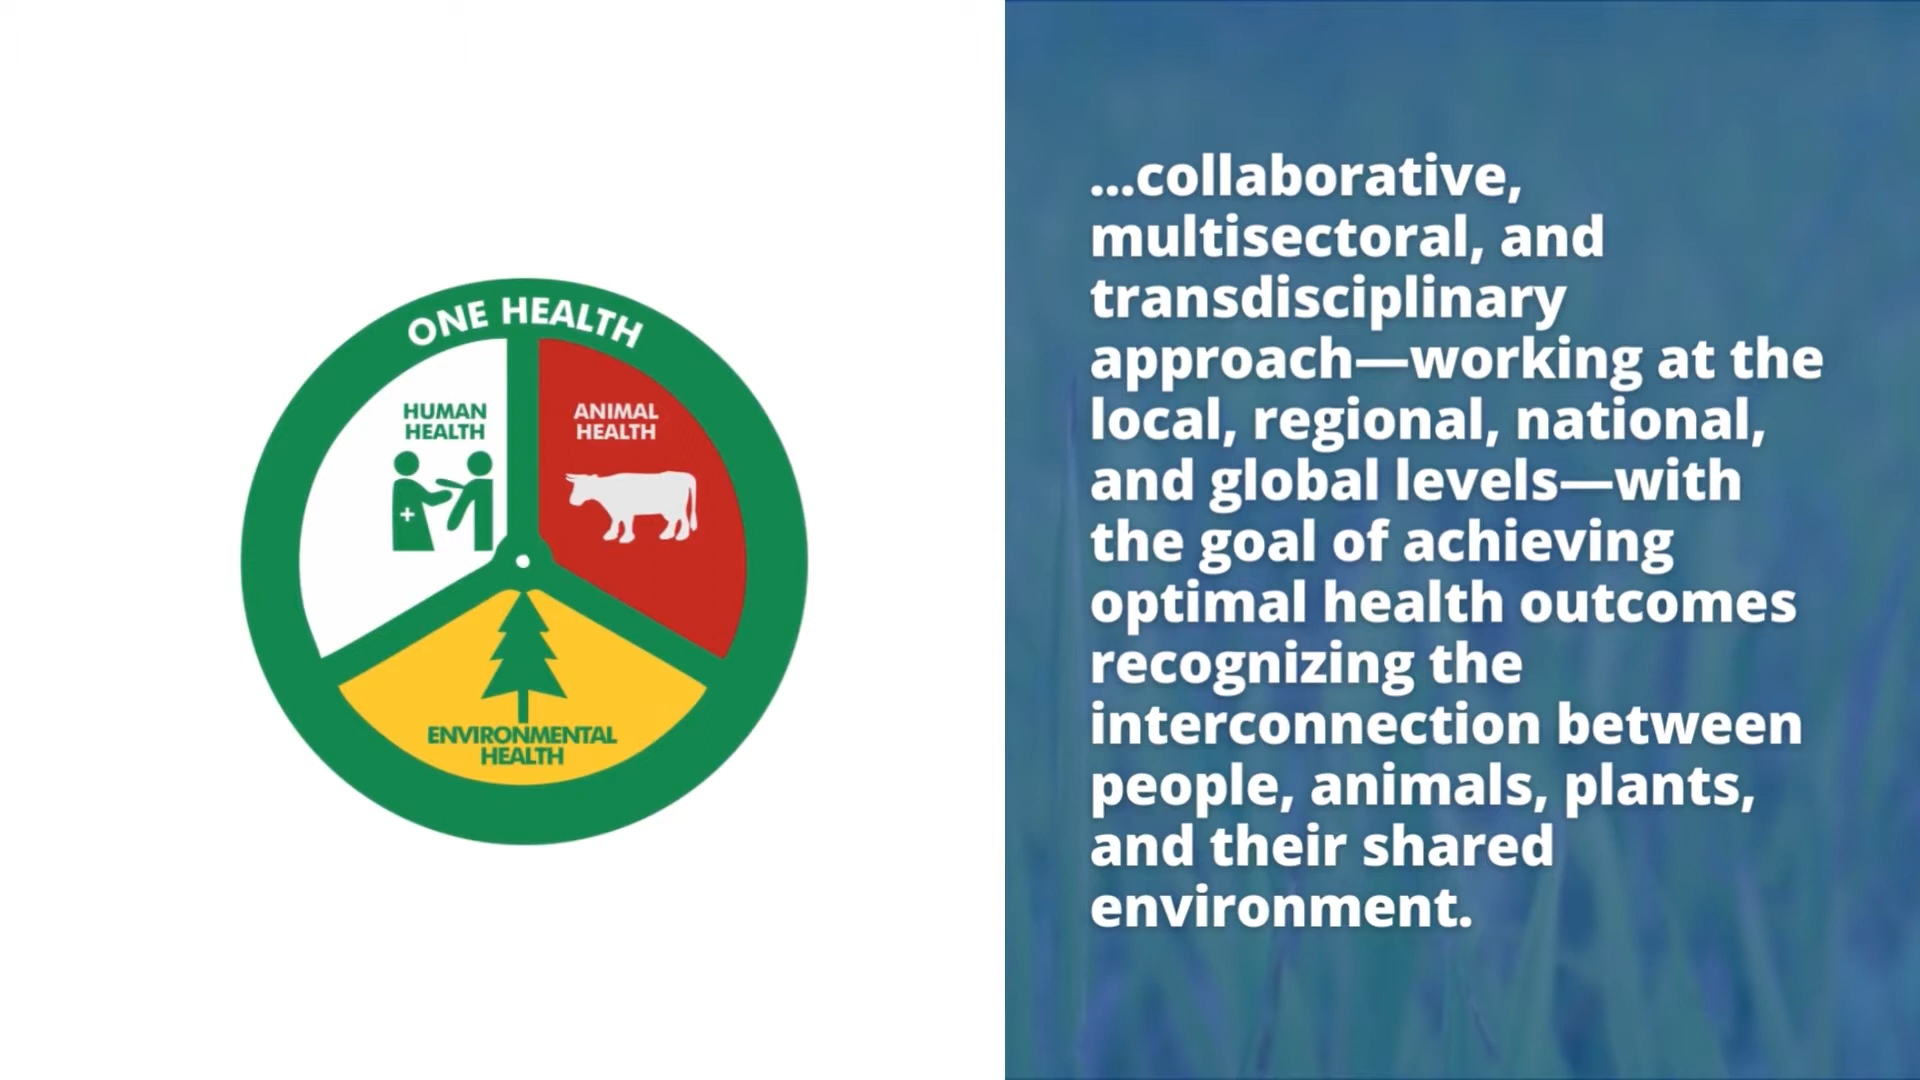 ONE HEALTH
HUMAN
HEALTH
ANIMAL
HEALTH
ENVIRONMENTAL
HEALTH
...collaborative,
multisectoral, and
transdisciplinary
approach—working at the
local, regional, national,
and global levels—with
the goal of achieving
optimal health outcomes
recognizing the
interconnection between
people, animals, plants,
and their shared
environment.